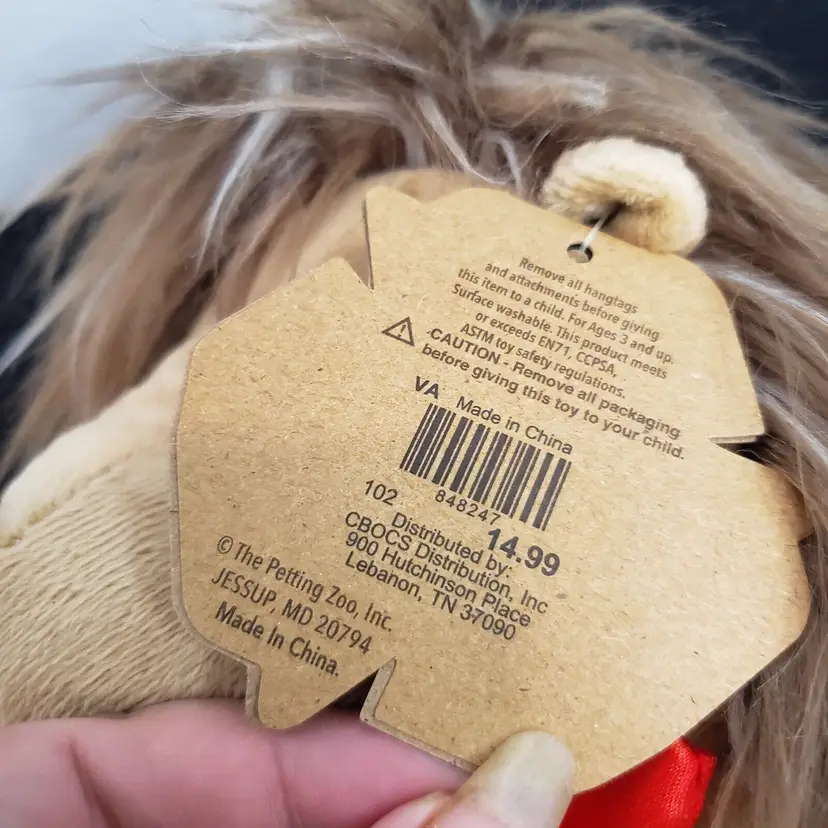 Remove all hangtags
and attachments before giving
this item to a child. For Ages 3 and up.
Surface washable. This product meets
or exceeds EN71, CCPSA,
ASTM toy safety regulations.
CAUTION - Remove all packaging
before giving this toy to your child.
VA Made in China
848247
102 14.99
Distributed by:
CBOCS Distribution, Inc
900 Hutchinson Place
Lebanon, TN 37090
© The Petting Zoo, Inc.
JESSUP, MD 20794
Made In China.